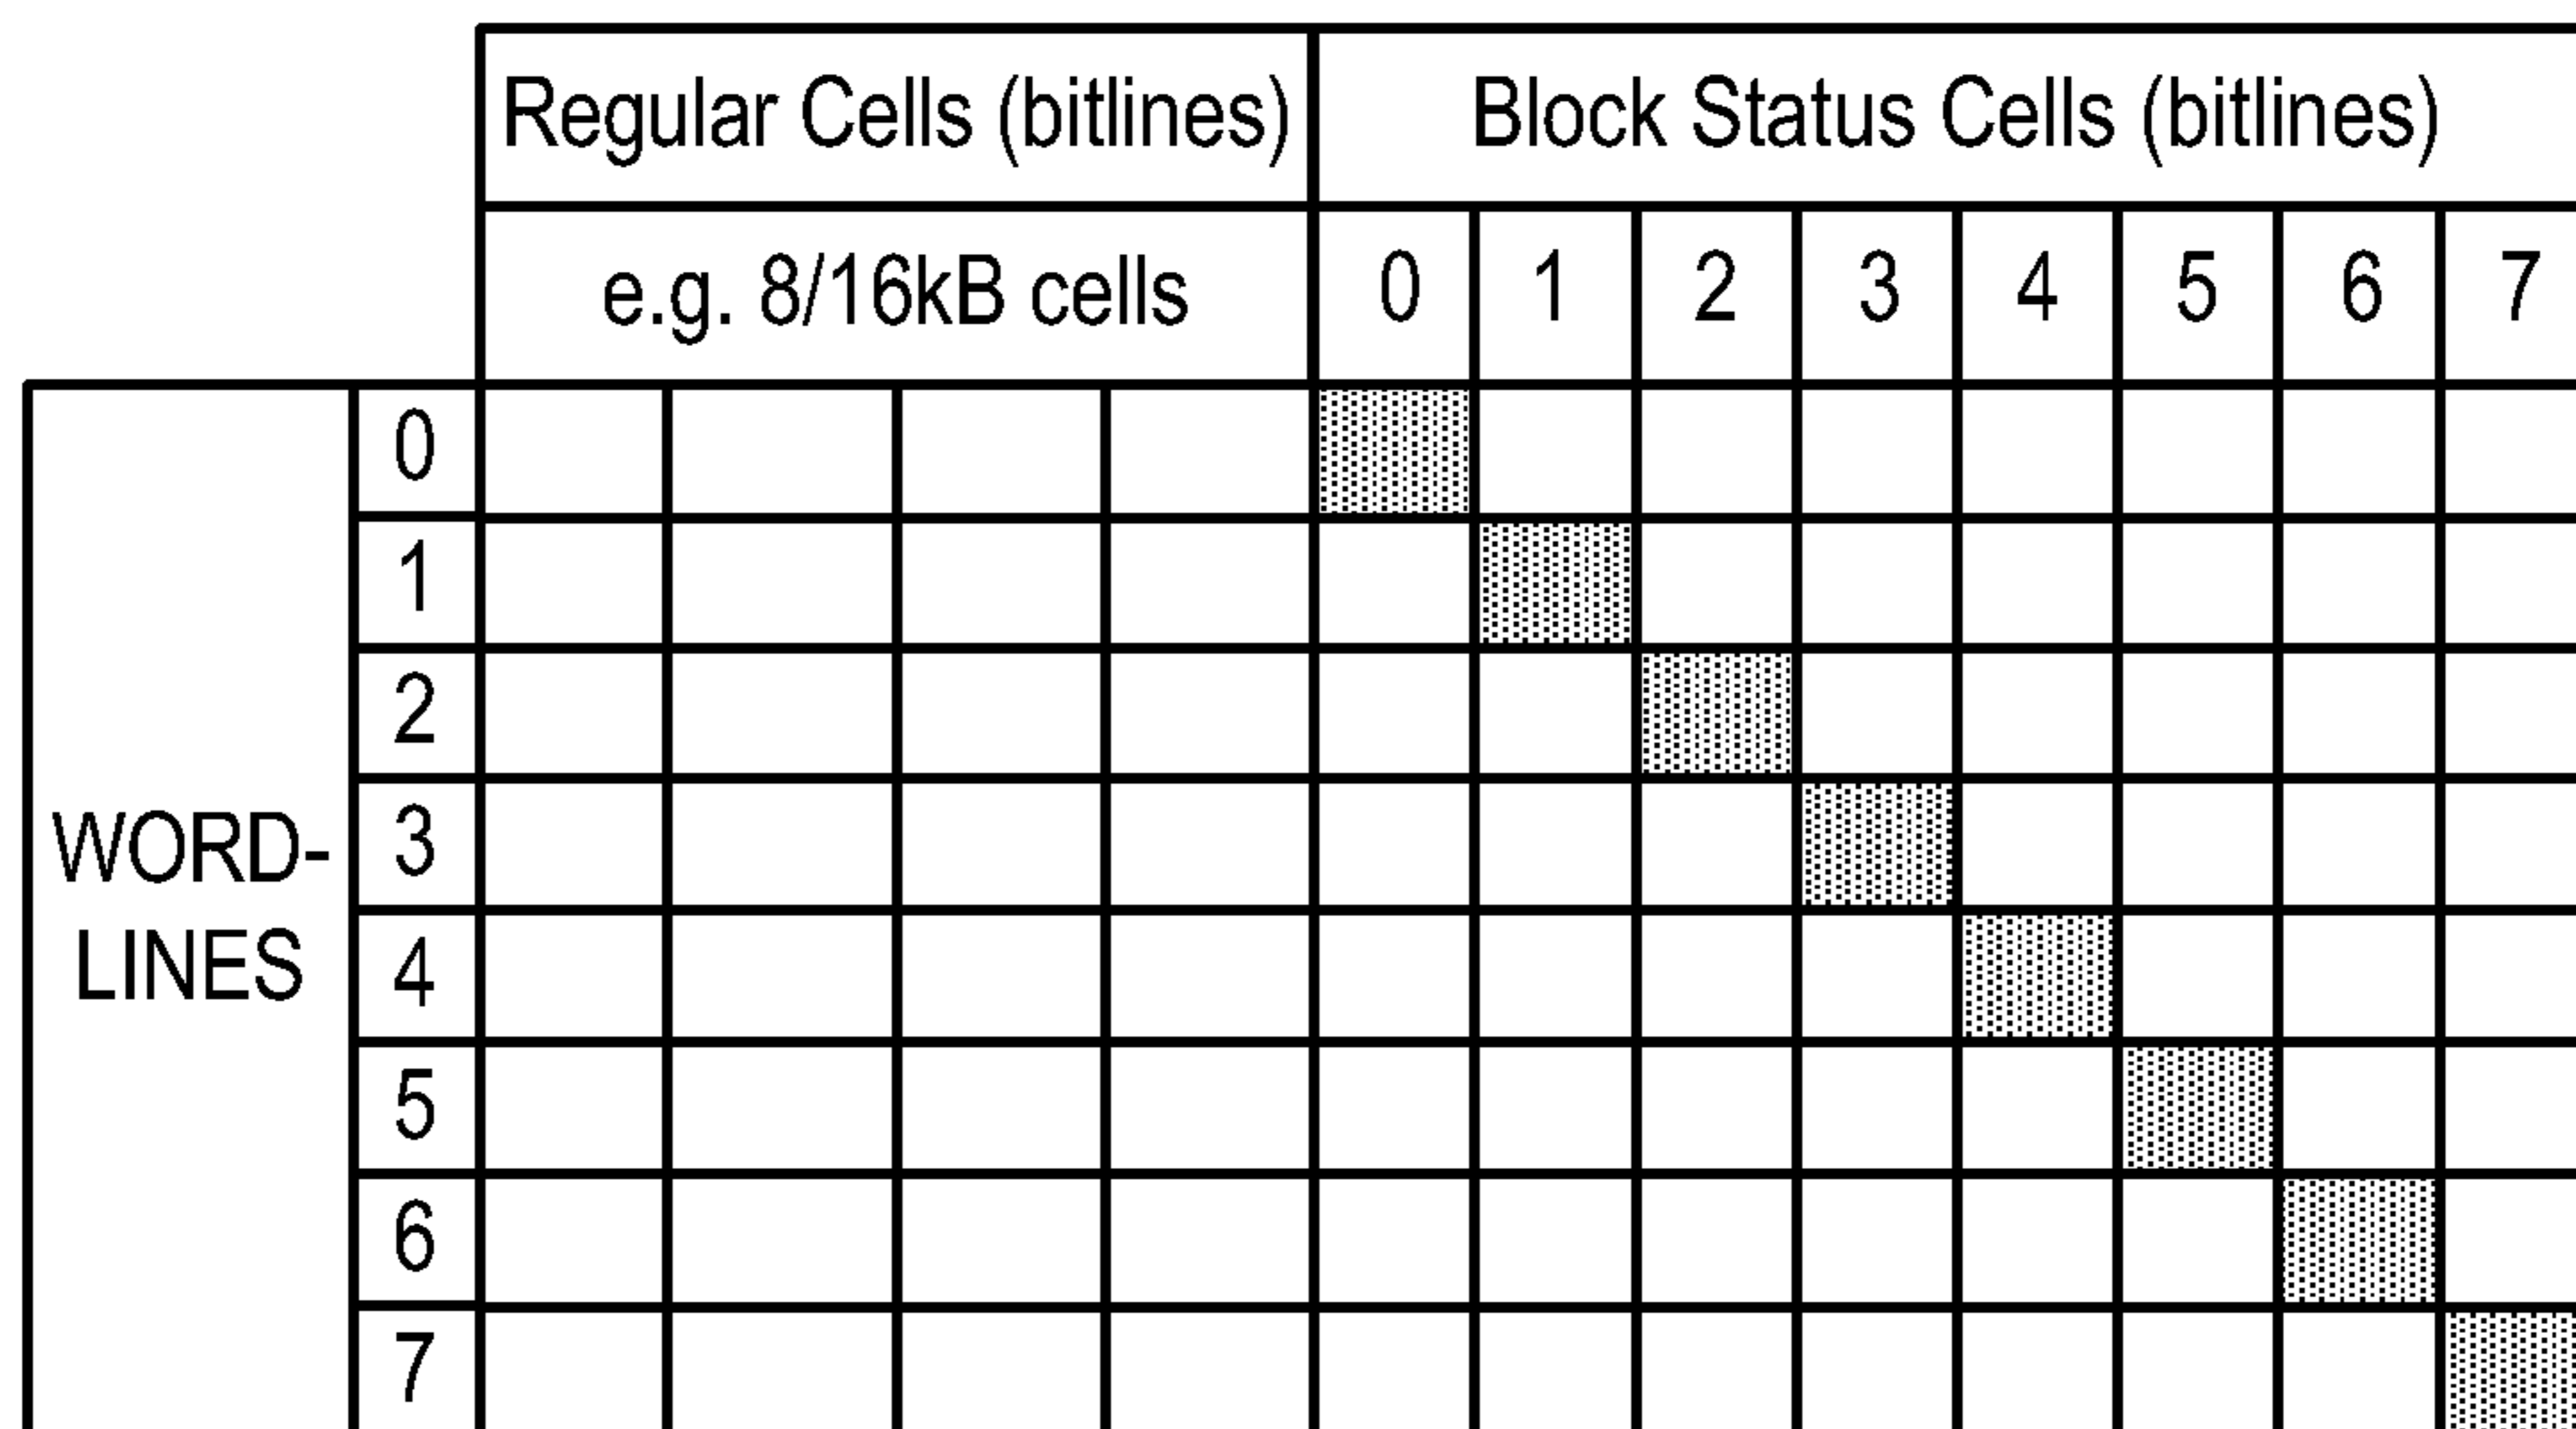 Regular Cells (bitlines) Block Status Cells (bitlines)
e.g. 8/16kB cells 0 1 2 3 4 5 6 7
0
1
2
3
4
5
6
7
WORD-
LINES